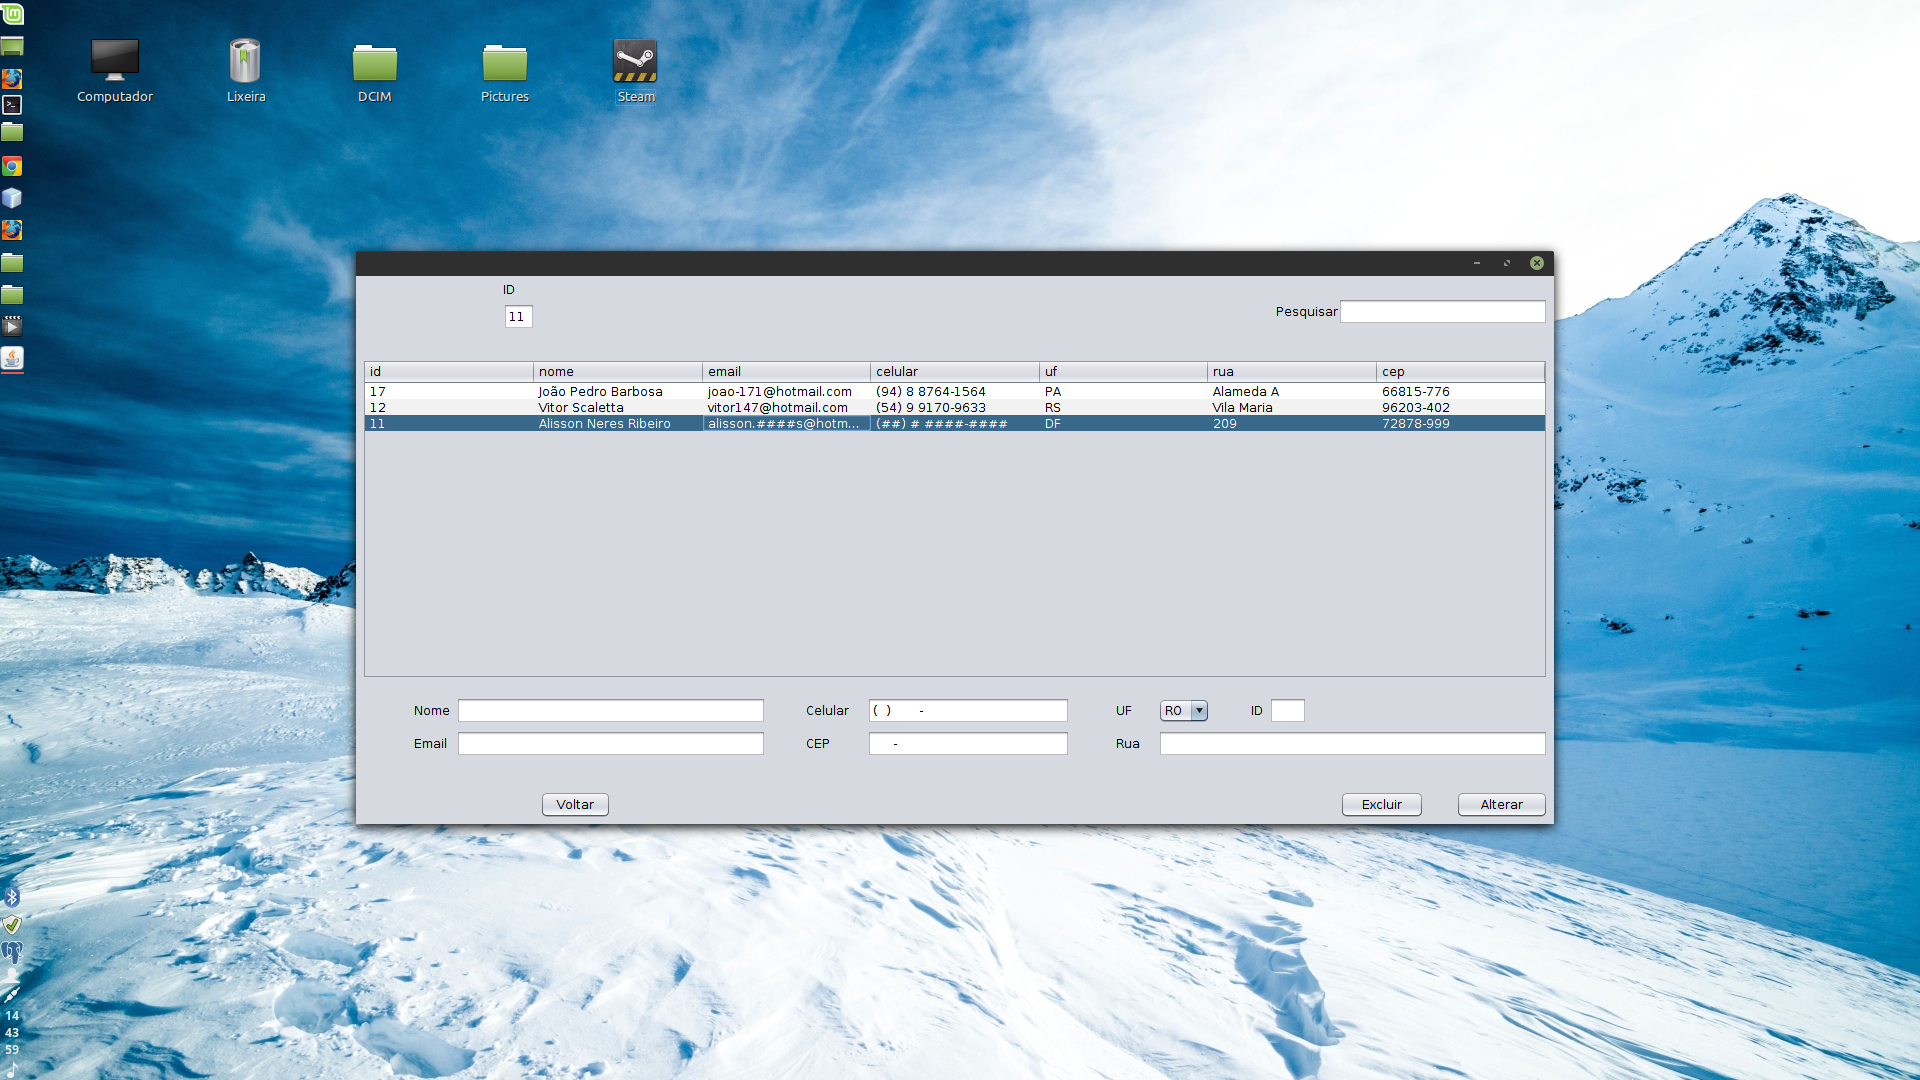 Computador
Lixeira
DCIM
Pictures
Steam
ID
11
Pesquisar
id nome email celular uf rua cep
17 João Pedro Barbosa joao-171@hotmail.com (94) 8 8764-1564 PA Alameda A 66815-776
12 Vitor Scaletta vitor147@hotmail.com (54) 9 9170-9633 RS Vila Maria 96203-402
11 Alisson Neres Ribeiro alisson.####s@hotm... (##) # ####-#### DF 209 72878-999
Nome Celular ( ) - UF RO ID
Email CEP - Rua
Voltar Excluir Alterar
14
43
59